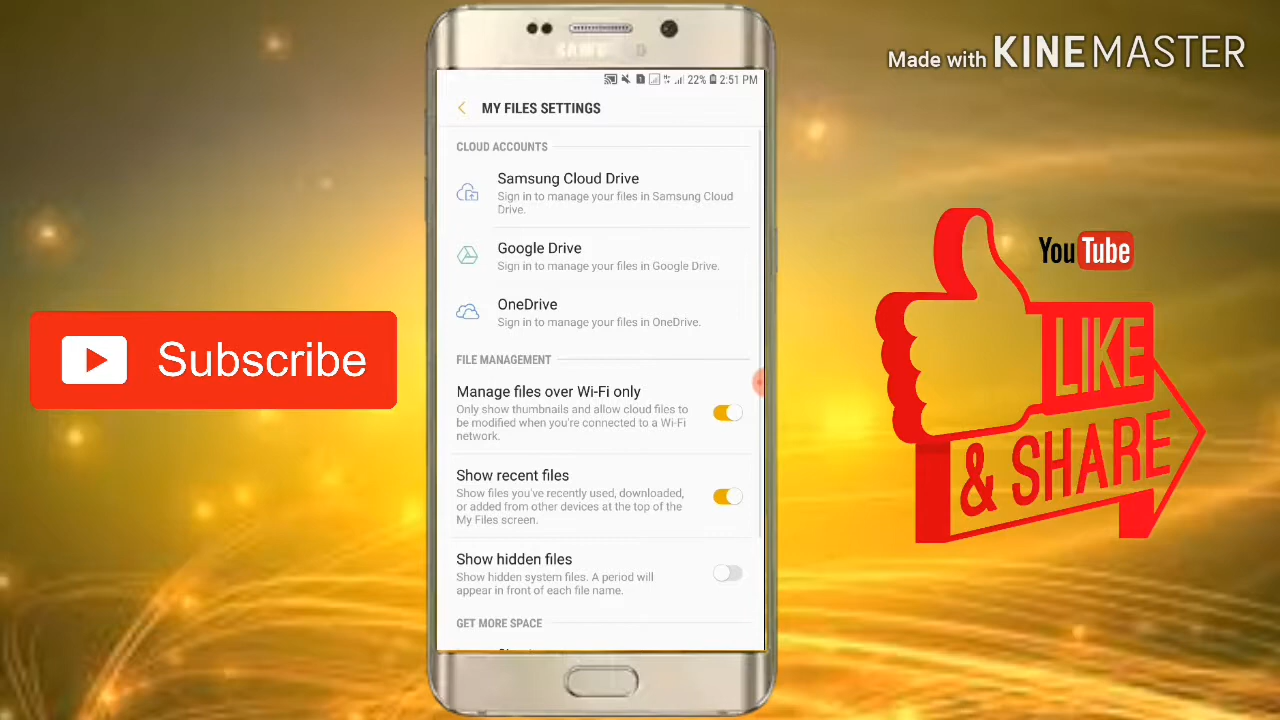 Made with KINEMASTER
SAMSUNG
22% 2:51 PM
MY FILES SETTINGS
CLOUD ACCOUNTS
Samsung Cloud Drive
Sign in to manage your files in Samsung Cloud
Drive.
Google Drive
Sign in to manage your files in Google Drive.
OneDrive
Sign in to manage your files in OneDrive.
FILE MANAGEMENT
Manage files over Wi-Fi only
Only show thumbnails and allow cloud files to
be modified when you're connected to a Wi-Fi
network.
Show recent files
Show files you've recently used, downloaded,
or added from other devices at the top of the
My Files screen.
Show hidden files
Show hidden system files. A period will
appear in front of each file name.
GET MORE SPACE
Subscribe
YouTube
LIKE
& SHARE